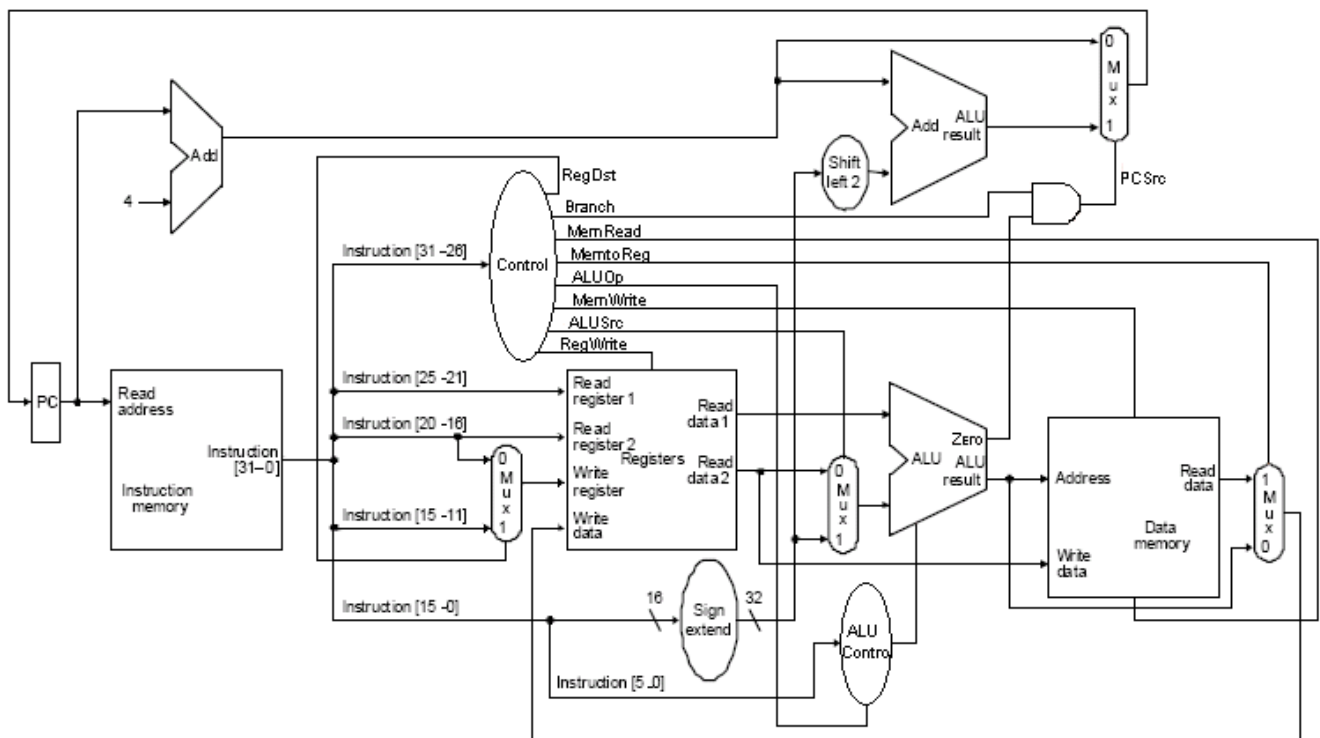 0
M
u
x
1
Add
ALU
result
Add
4
Shift
left 2
PCSrc
RegDst
Branch
MemRead
MemtoReg
ALUOp
MemWrite
ALUSrc
RegWrite
Control
Instruction [31-26]
PC
Read
address
Instruction
[31-0]
Instruction
memory
Instruction [25-21]
Instruction [20-16]
Instruction [15-11]
0
M
u
x
1
Read
register 1
Read
register 2
Write
register
Write
data
Registers
Read
data 1
Read
data 2
0
M
u
x
1
Zero
ALU
ALU
result
Address
Write
data
Read
data
Data
memory
1
M
u
x
0
Instruction [15-0]
16
Sign
extend
32
ALU
Contro
Instruction [5_0]